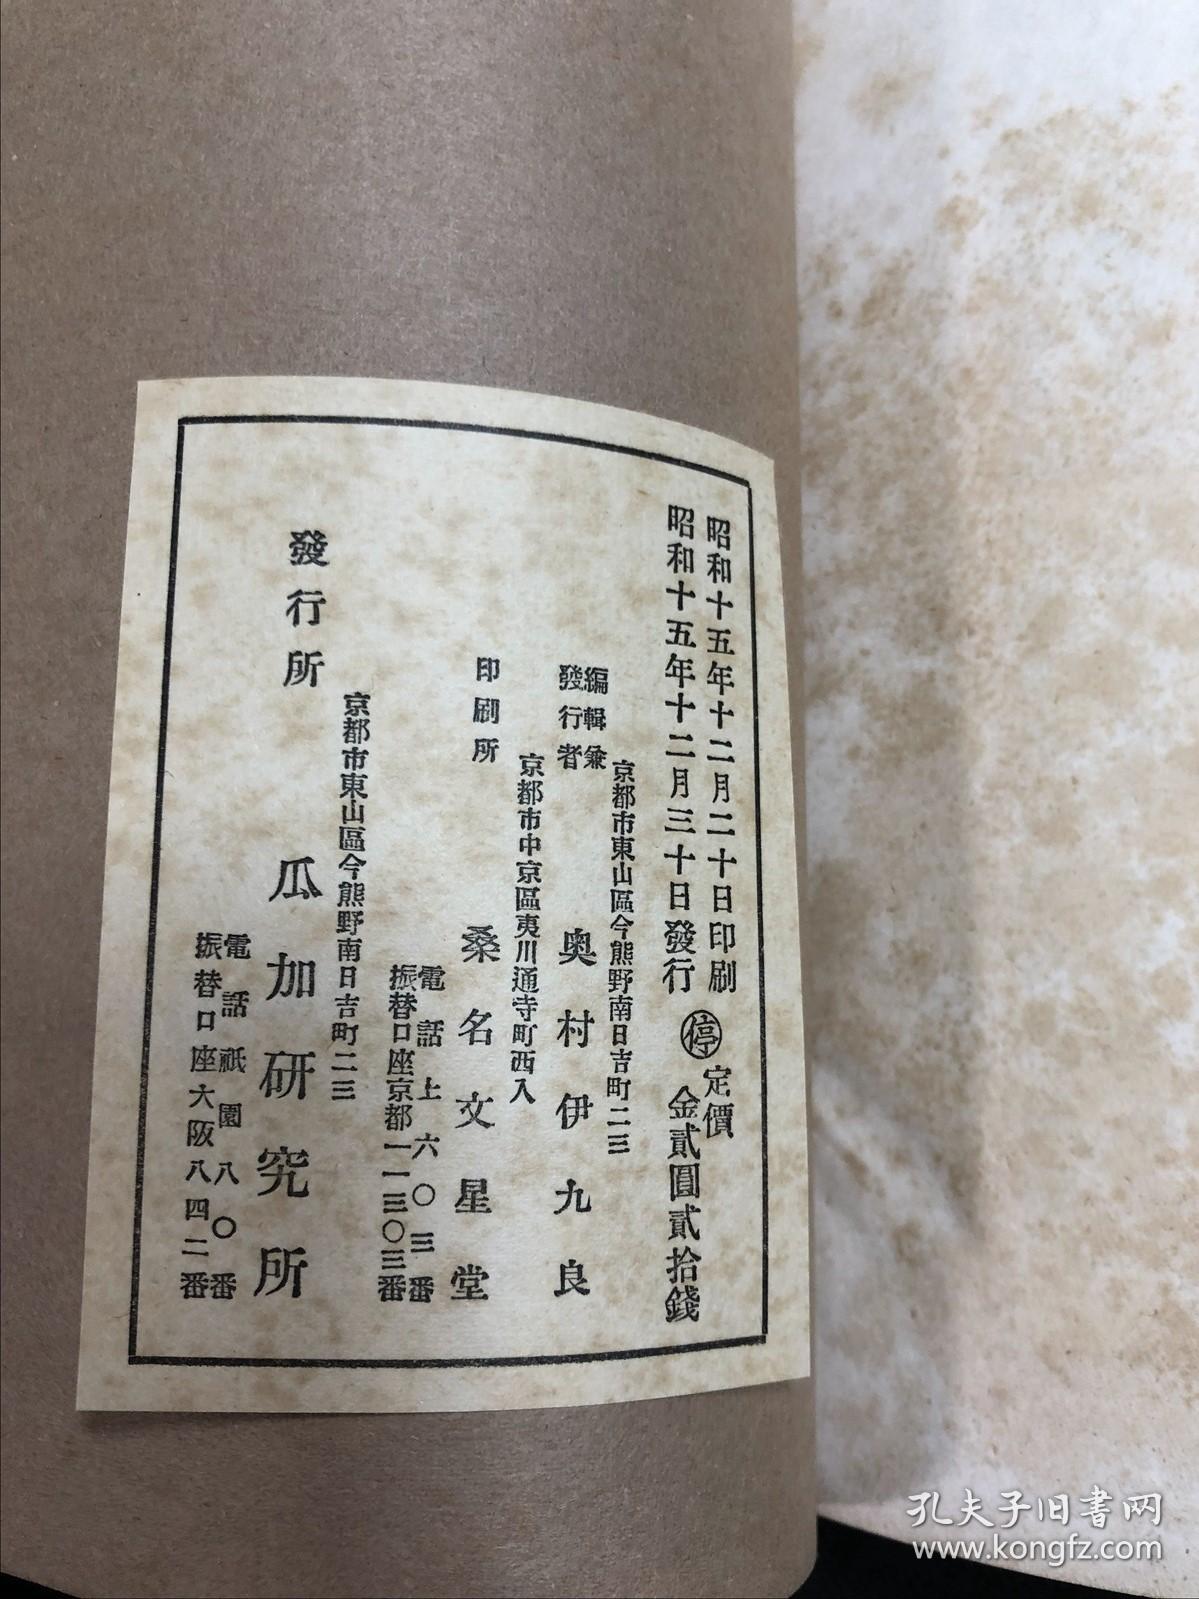 昭和十五年十二月二十日印刷
昭和十五年十二月三十日發行
停
定價
金貳圓貳拾錢
京都市東山區今熊野南日吉町二三
編輯兼
發行者
奥村伊九良
京都市中京區夷川通寺町西入
印刷所
桑名文星堂
電話上六〇三番
振替口座京都一一三〇三番
京都市東山區今熊野南日吉町二三
發行所
瓜加研究所
電話祇園八〇番
振替口座大阪八四二番
孔夫子旧书网
www.kongfz.com